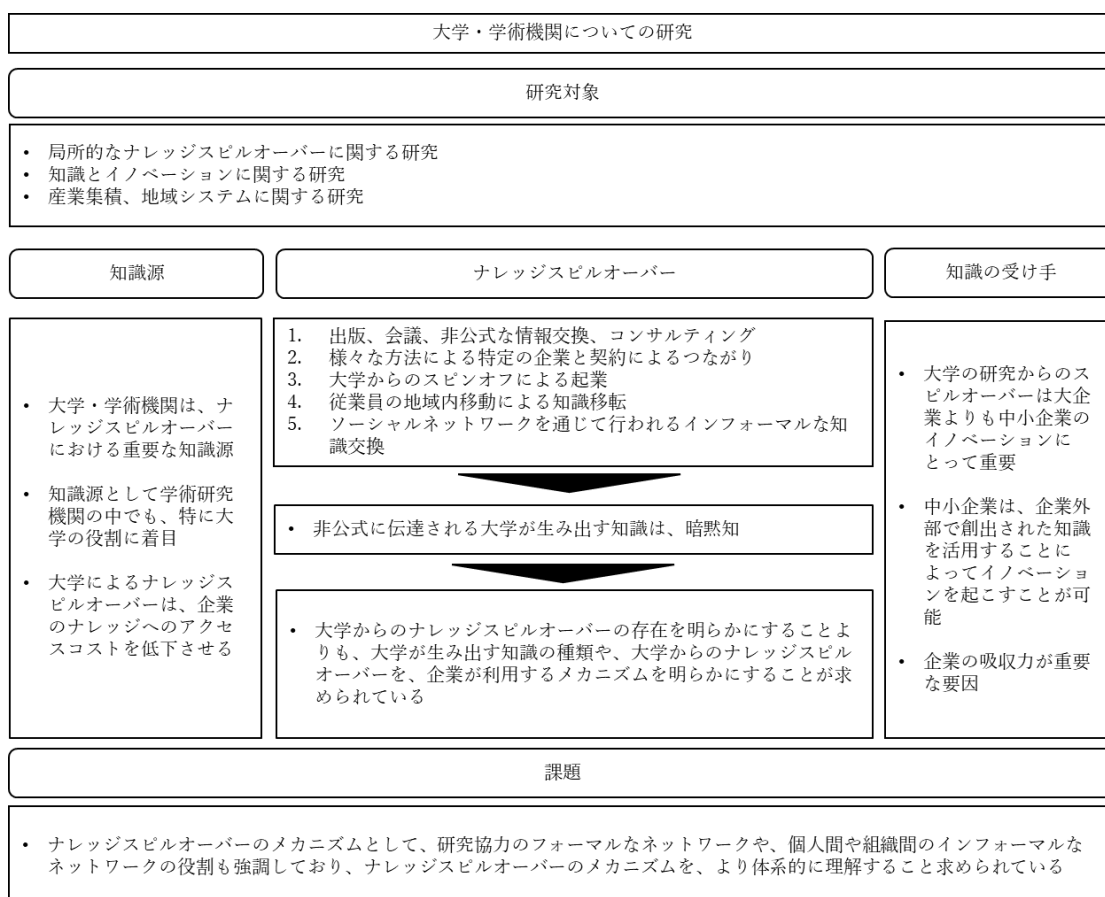 大学・学術機関についての研究
研究対象
• 局所的なナレッジスピルオーバーに関する研究
• 知識とイノベーションに関する研究
• 産業集積、地域システムに関する研究
知識源
• 大学・学術機関は、ナ
レッジスピルオーバー
における重要な知識源
• 知識源として学術研究
機関の中でも、特に大
学の役割に着目
• 大学によるナレッジス
ピルオーバーは、企業
のナレッジへのアクセ
スコストを低下させる
ナレッジスピルオーバー
1. 出版、会議、非公式な情報交換、コンサルティング
2. 様々な方法による特定の企業と契約によるつながり
3. 大学からのスピンオフによる起業
4. 従業員の地域内移動による知識移転
5. ソーシャルネットワークを通じて行われるインフォーマルな知
識交換
• 非公式に伝達される大学が生み出す知識は、暗黙知
• 大学からのナレッジスピルオーバーの存在を明らかにすることよ
りも、大学が生み出す知識の種類や、大学からのナレッジスピル
オーバーを、企業が利用するメカニズムを明らかにすることが求
められている
知識の受け手
• 大学の研究からのス
ピルオーバーは大企
業よりも中小企業の
イノベーションに
とって重要
• 中小企業は、企業外
部で創出された知識
を活用することに
よってイノベーショ
ンを起こすことが可
能
• 企業の吸収力が重要
な要因
課題
• ナレッジスピルオーバーのメカニズムとして、研究協力のフォーマルなネットワークや、個人間や組織間のインフォーマルな
ネットワークの役割も強調しており、ナレッジスピルオーバーのメカニズムを、より体系的に理解すること求められている